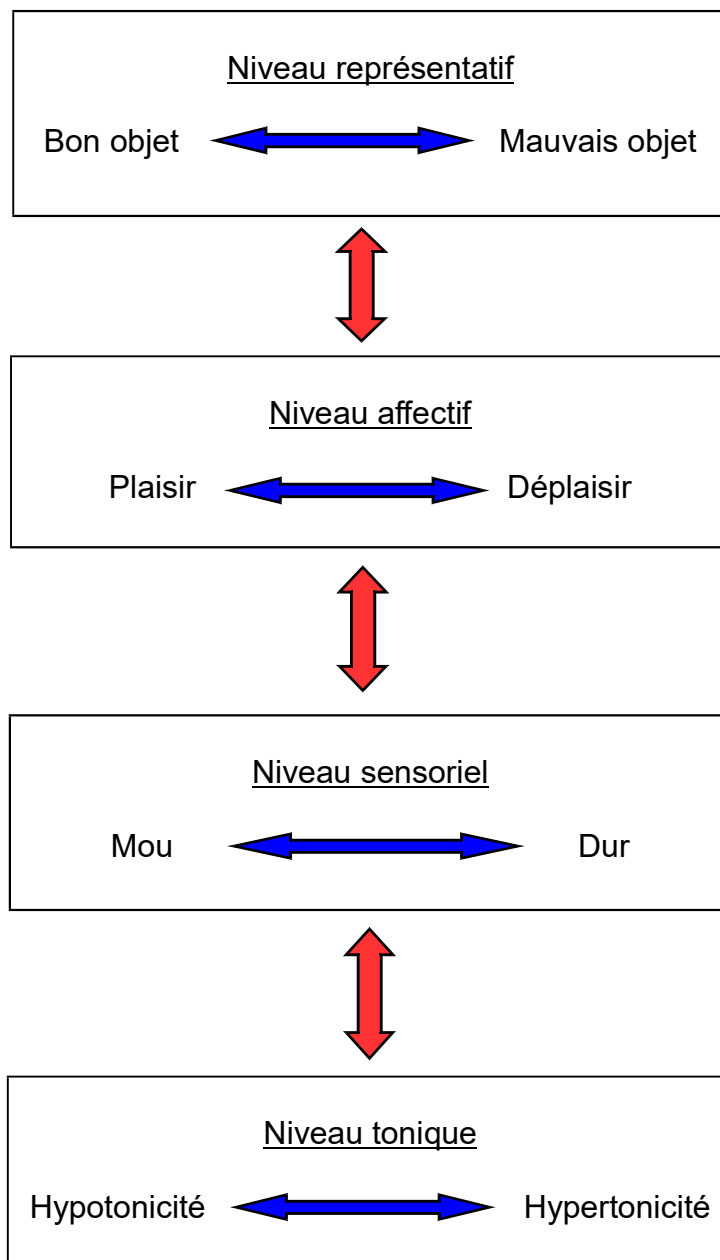 Niveau représentatif
Bon objet Mauvais objet
Niveau affectif
Plaisir Déplaisir
Niveau sensoriel
Mou Dur
Niveau tonique
Hypotonicité Hypertonicité